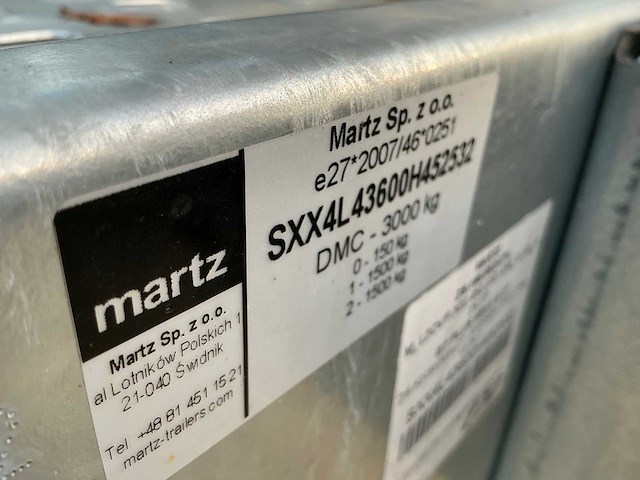 martz
Martz Sp. z o.o.
al Lotników Polskich 1
21-040 Świdnik
Tel +48 81 451 15 21
martz-trailers.com
Martz Sp. z o.o.
e27*2007/46*0251
SXX4L43600H452532
DMC - 3000 kg
0 - 150 kg
1 - 1500 kg
2 - 1500 kg